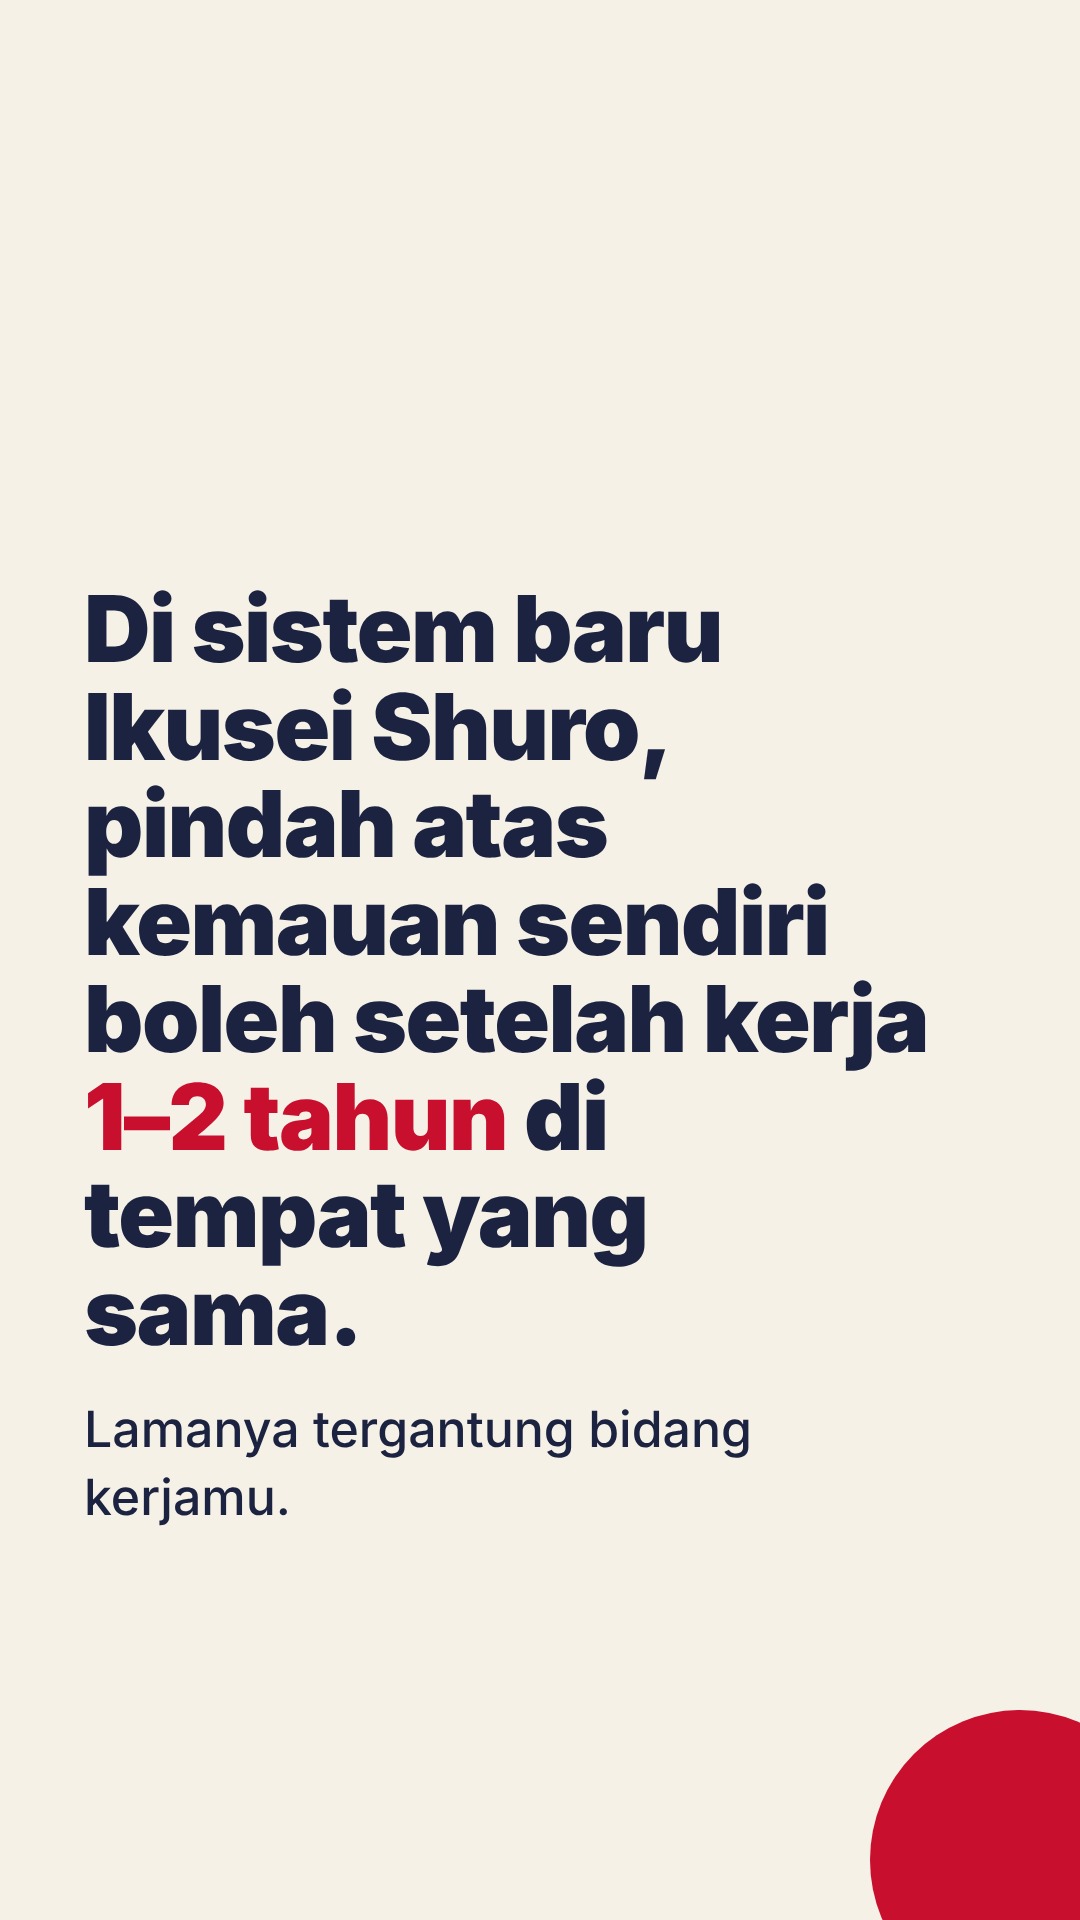 Di sistem baru
Ikusei Shuro,
pindah atas
kemauan sendiri
boleh setelah kerja
1–2 tahun di
tempat yang
sama.
Lamanya tergantung bidang
kerjamu.